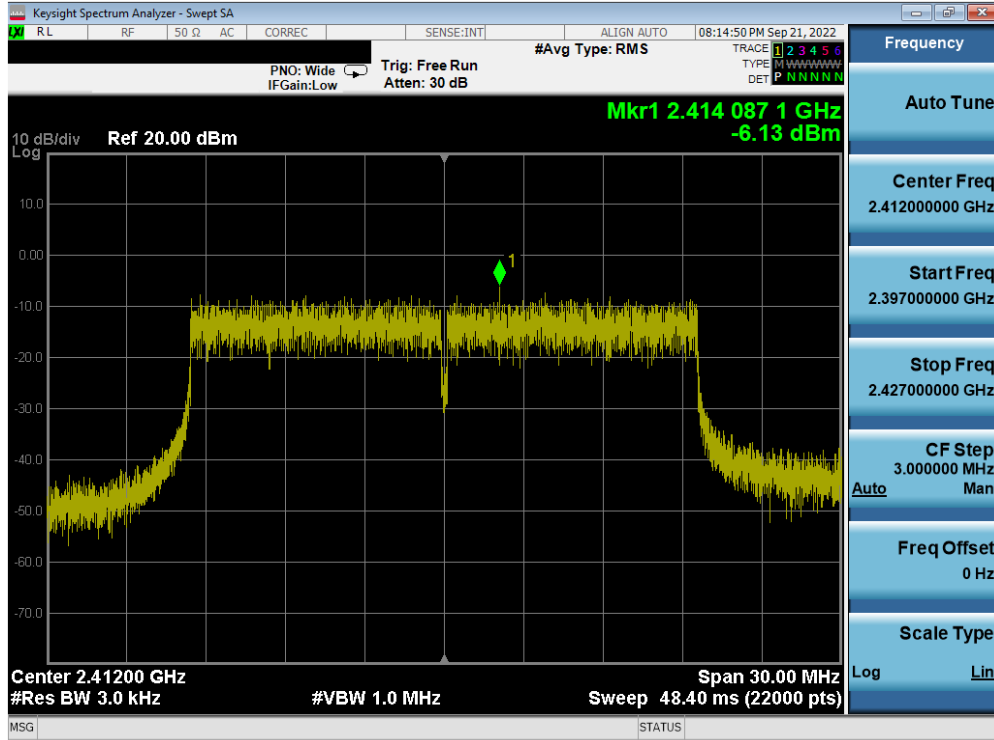 Keysight Spectrum Analyzer - Swept SA
LXI RL RF 50 Ω AC CORREC SENSE:INT ALIGN AUTO 08:14:50 PM Sep 21, 2022
#Avg Type: RMS
TRACE 1 2 3 4 5 6
TYPE M WWWWW
DET P N N N N N
PNO: Wide
IFGain:Low
Trig: Free Run
Atten: 30 dB
Mkr1 2.414 087 1 GHz
-6.13 dBm
10 dB/div Ref 20.00 dBm
Log
10.0
0.00
-10.0
-20.0
-30.0
-40.0
-50.0
-60.0
-70.0
1
Center 2.41200 GHz Span 30.00 MHz
#Res BW 3.0 kHz #VBW 1.0 MHz Sweep 48.40 ms (22000 pts)
MSG STATUS
Frequency
Auto Tune
Center Freq
2.412000000 GHz
Start Freq
2.397000000 GHz
Stop Freq
2.427000000 GHz
CF Step
3.000000 MHz
Auto Man
Freq Offset
0 Hz
Scale Type
Log Lin